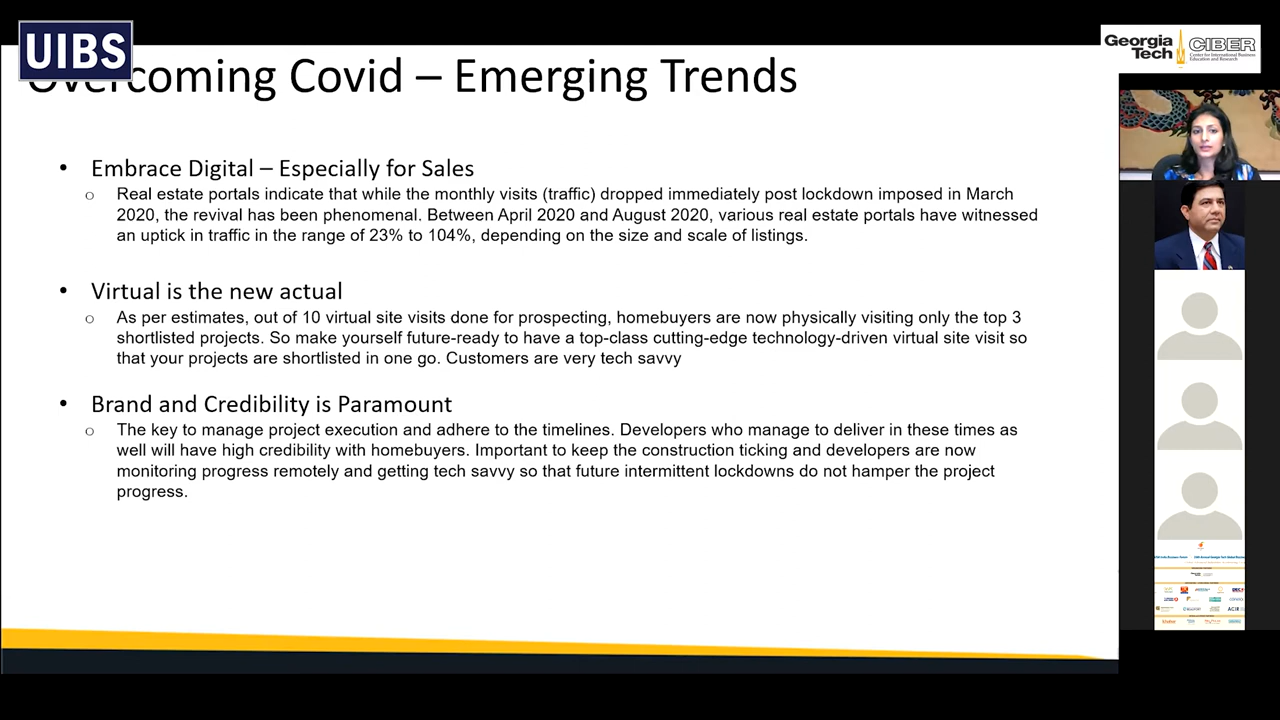 UIBS
Georgia Tech
CIBER
Center for International Business
Education and Research
Overcoming Covid – Emerging Trends
• Embrace Digital – Especially for Sales
o Real estate portals indicate that while the monthly visits (traffic) dropped immediately post lockdown imposed in March
2020, the revival has been phenomenal. Between April 2020 and August 2020, various real estate portals have witnessed
an uptick in traffic in the range of 23% to 104%, depending on the size and scale of listings.
• Virtual is the new actual
o As per estimates, out of 10 virtual site visits done for prospecting, homebuyers are now physically visiting only the top 3
shortlisted projects. So make yourself future-ready to have a top-class cutting-edge technology-driven virtual site visit so
that your projects are shortlisted in one go. Customers are very tech savvy
• Brand and Credibility is Paramount
o The key to manage project execution and adhere to the timelines. Developers who manage to deliver in these times as
well will have high credibility with homebuyers. Important to keep the construction ticking and developers are now
monitoring progress remotely and getting tech savvy so that future intermittent lockdowns do not hamper the project
progress.